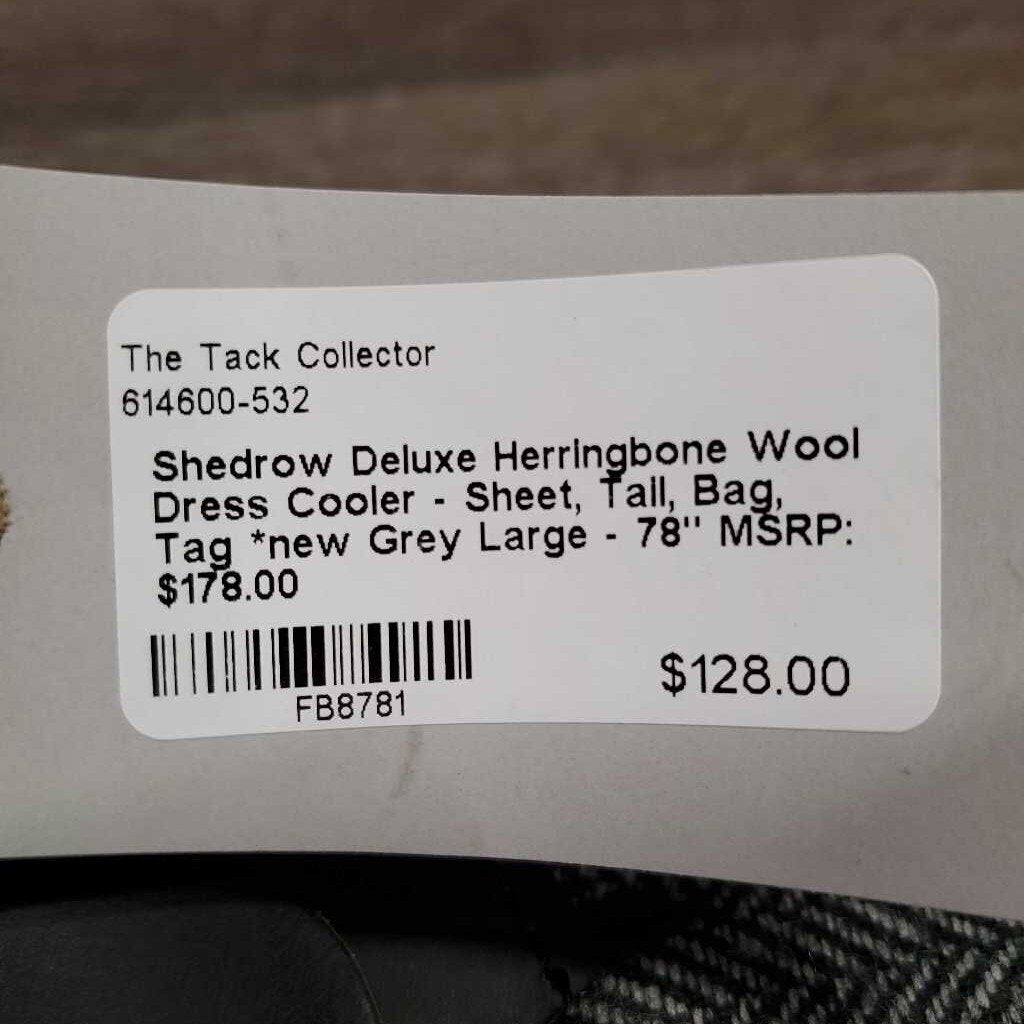 The Tack Collector
614600-532
Shedrow Deluxe Herringbone Wool
Dress Cooler - Sheet, Tail, Bag,
Tag *new Grey Large - 78" MSRP:
$178.00
FB8781
$128.00